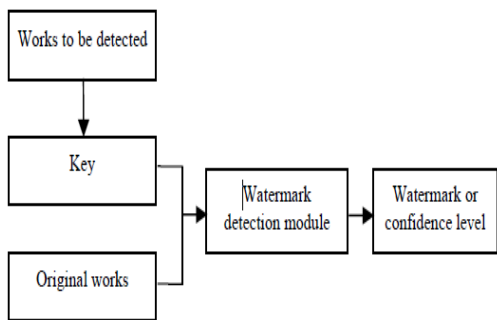 Works to be detected
Key
Original works
Watermark
detection module
Watermark or
confidence level